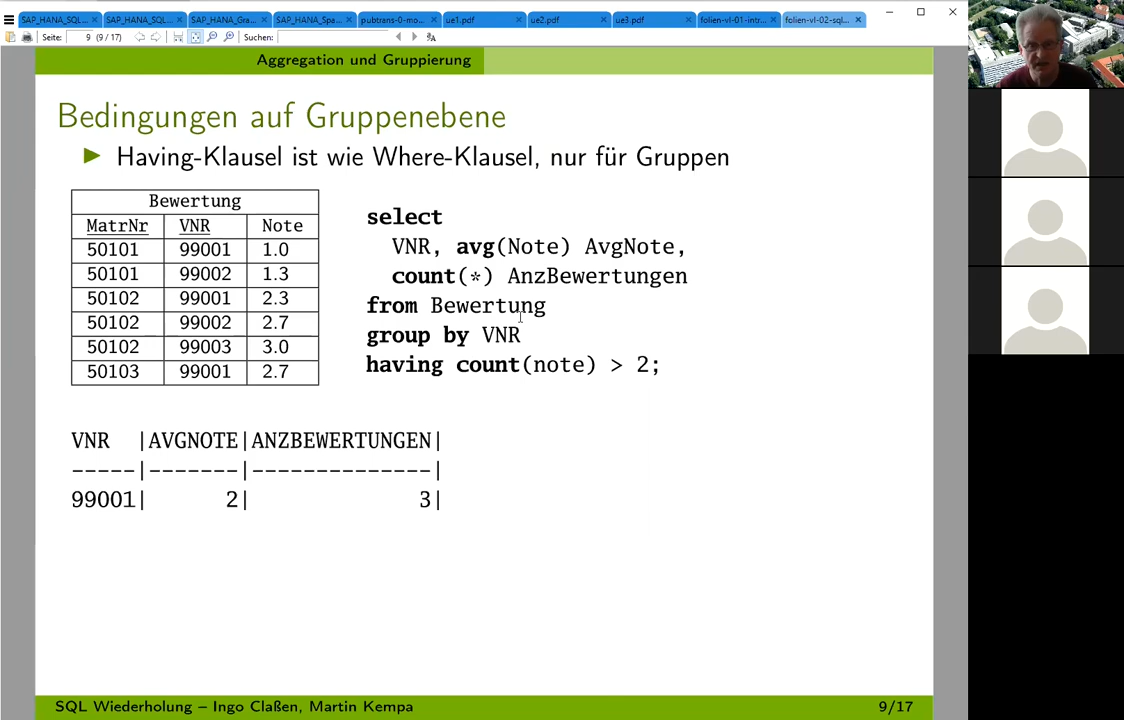 SAP_HANA_SQL... SAP_HANA_SQL... SAP_HANA_Gra... SAP_HANA_Spa... pubtrans-0-mo... ue1.pdf ue2.pdf ue3.pdf folien-vl-01-intr... folien-vl-02-sql...
Seite: 9 (9 / 17) Suchen:
Aggregation und Gruppierung
Bedingungen auf Gruppenebene
Having-Klausel ist wie Where-Klausel, nur für Gruppen
Bewertung
MatrNr VNR Note
50101 99001 1.0
50101 99002 1.3
50102 99001 2.3
50102 99002 2.7
50102 99003 3.0
50103 99001 2.7
select
VNR, avg(Note) AvgNote,
count(*) AnzBewertungen
from Bewertung
group by VNR
having count(note) > 2;
VNR |AVGNOTE|ANZBEWERTUNGEN|
-----|-------|--------------|
99001| 2| 3|
SQL Wiederholung – Ingo Claßen, Martin Kempa 9/17